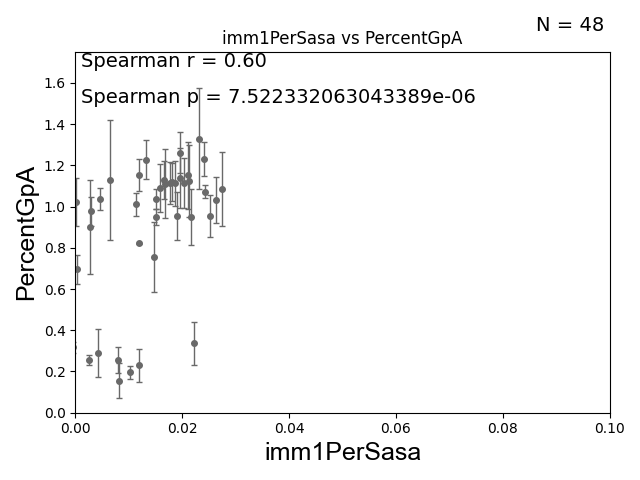 N = 48
imm1PerSasa vs PercentGpA
Spearman r = 0.60
Spearman p = 7.522332063043389e-06
PercentGpA
1.6
1.4
1.2
1.0
0.8
0.6
0.4
0.2
0.0
0.00 0.02 0.04 0.06 0.08 0.10
imm1PerSasa